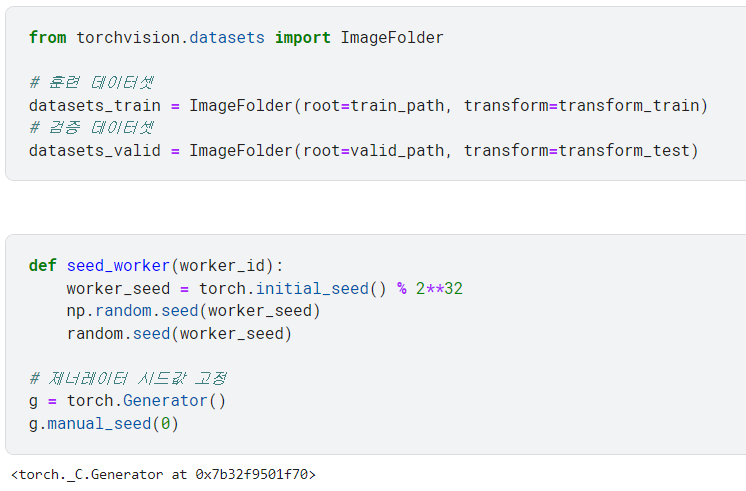 from torchvision.datasets import ImageFolder
# 훈련 데이터셋
datasets_train = ImageFolder(root=train_path, transform=transform_train)
# 검증 데이터셋
datasets_valid = ImageFolder(root=valid_path, transform=transform_test)
def seed_worker(worker_id):
    worker_seed = torch.initial_seed() % 2**32
    np.random.seed(worker_seed)
    random.seed(worker_seed)
# 제너레이터 시드값 고정
g = torch.Generator()
g.manual_seed(0)
<torch._C.Generator at 0x7b32f9501f70>